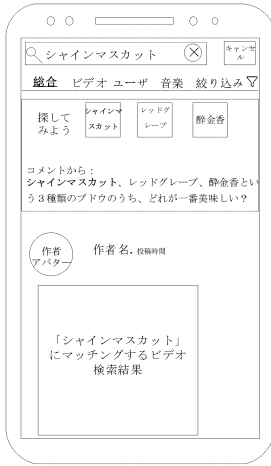 シャインマスカット
キャンセ
ル
総合 ビデオ ユーザ 音楽 絞り込み
探して
みよう
シャインマ
スカット
レッドグ
レープ
酔金香
コメントから：
シャインマスカット、レッドグレープ、酔金香とい
う３種類のブドウのうち、どれが一番美味しい？
作者
アバター
作者名. 投稿時間
「シャインマスカット」
にマッチングするビデオ
検索結果